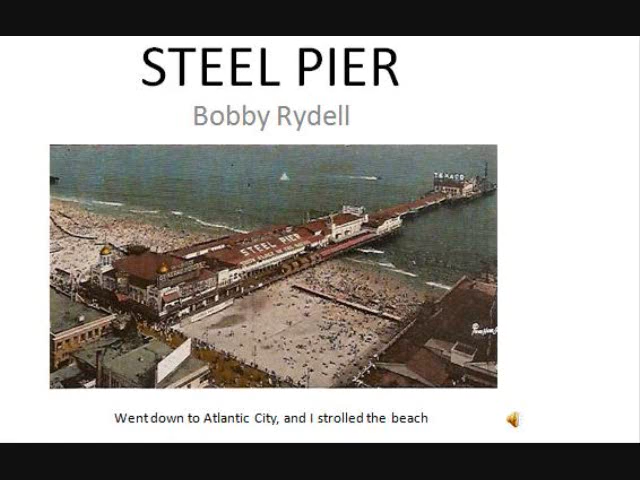 STEEL PIER
Bobby Rydell
TEXACO
STEEL PIER
Went down to Atlantic City, and I strolled the beach